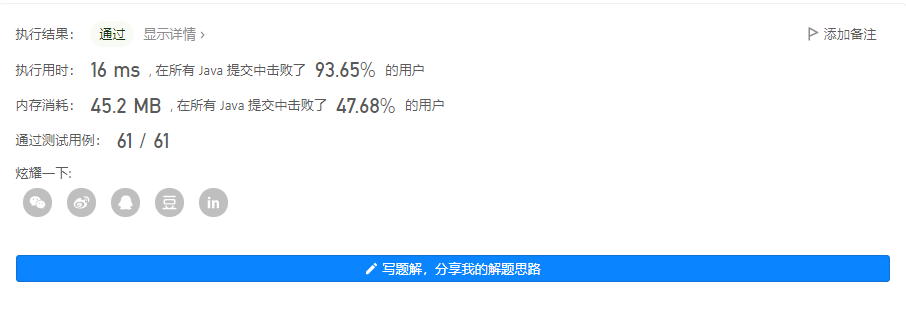 执行结果： 通过 显示详情 › 添加备注
执行用时： 16 ms , 在所有 Java 提交中击败了 93.65% 的用户
内存消耗： 45.2 MB , 在所有 Java 提交中击败了 47.68% 的用户
通过测试用例： 61 / 61
炫耀一下:
豆 in
写题解，分享我的解题思路